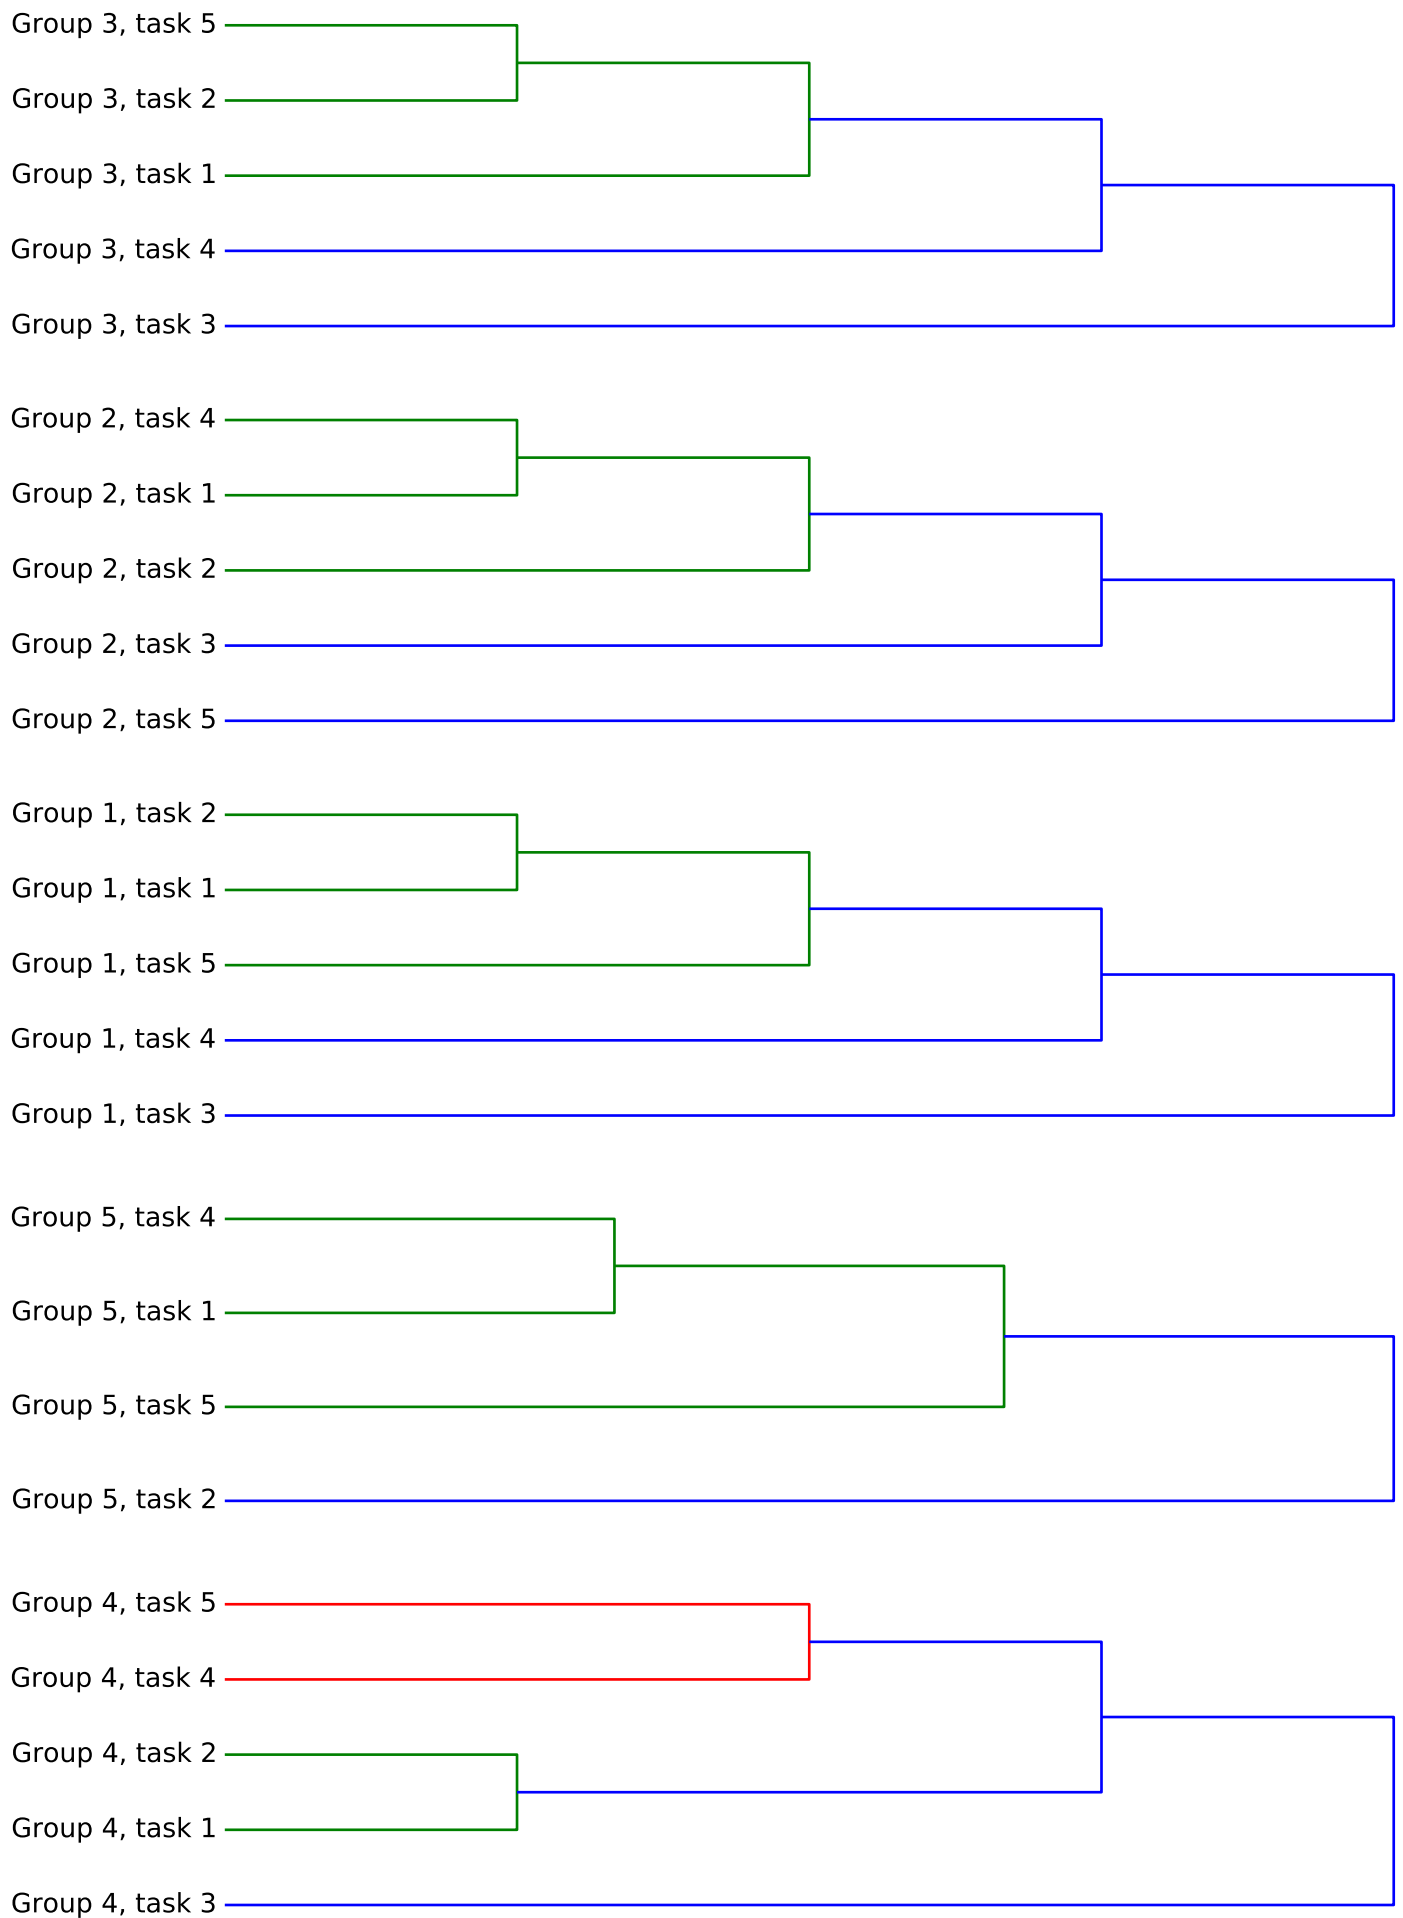 Group 3, task 5
Group 3, task 2
Group 3, task 1
Group 3, task 4
Group 3, task 3
Group 2, task 4
Group 2, task 1
Group 2, task 2
Group 2, task 3
Group 2, task 5
Group 1, task 2
Group 1, task 1
Group 1, task 5
Group 1, task 4
Group 1, task 3
Group 5, task 4
Group 5, task 1
Group 5, task 5
Group 5, task 2
Group 4, task 5
Group 4, task 4
Group 4, task 2
Group 4, task 1
Group 4, task 3